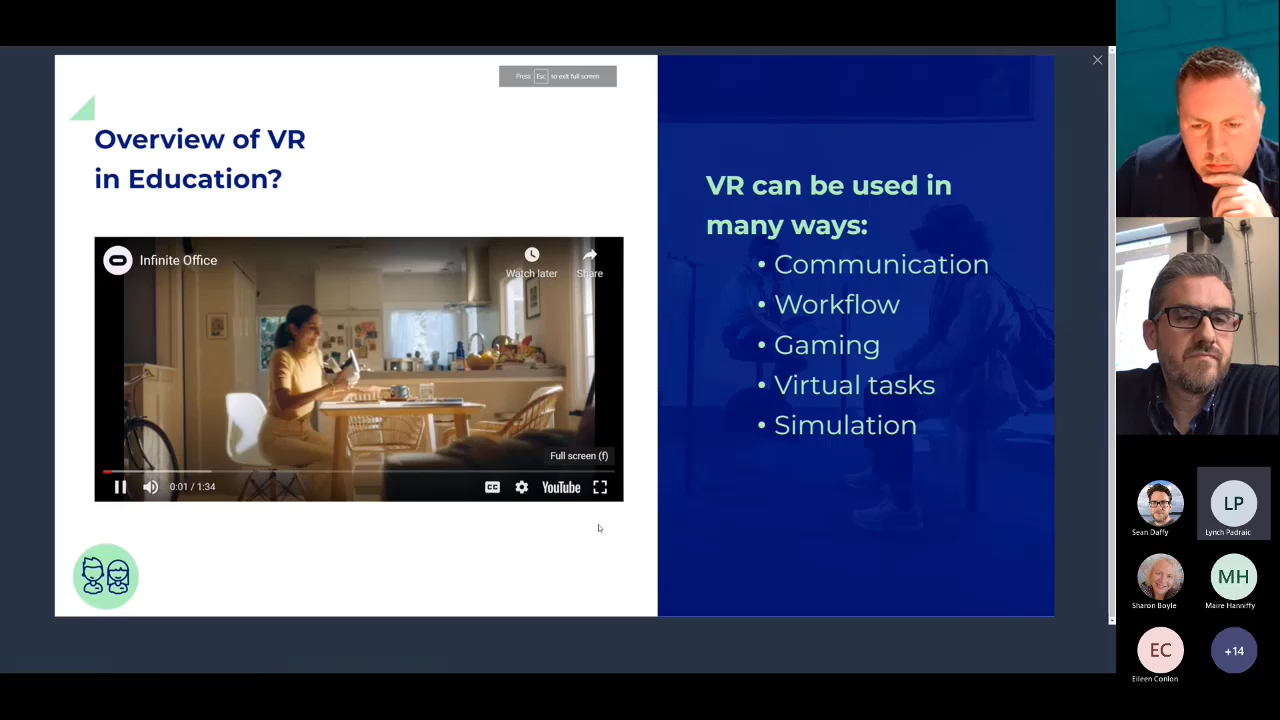 Press Esc to exit full screen
Overview of VR
in Education?
Infinite Office
Watch later
Share
Full screen (f)
0:01 / 1:34
CC
YouTube
VR can be used in
many ways:
• Communication
• Workflow
• Gaming
• Virtual tasks
• Simulation
Sean Daffy
LP
Lynch Padraic
Sharon Boyle
MH
Maire Hanniffy
EC
Eileen Conlon
+14